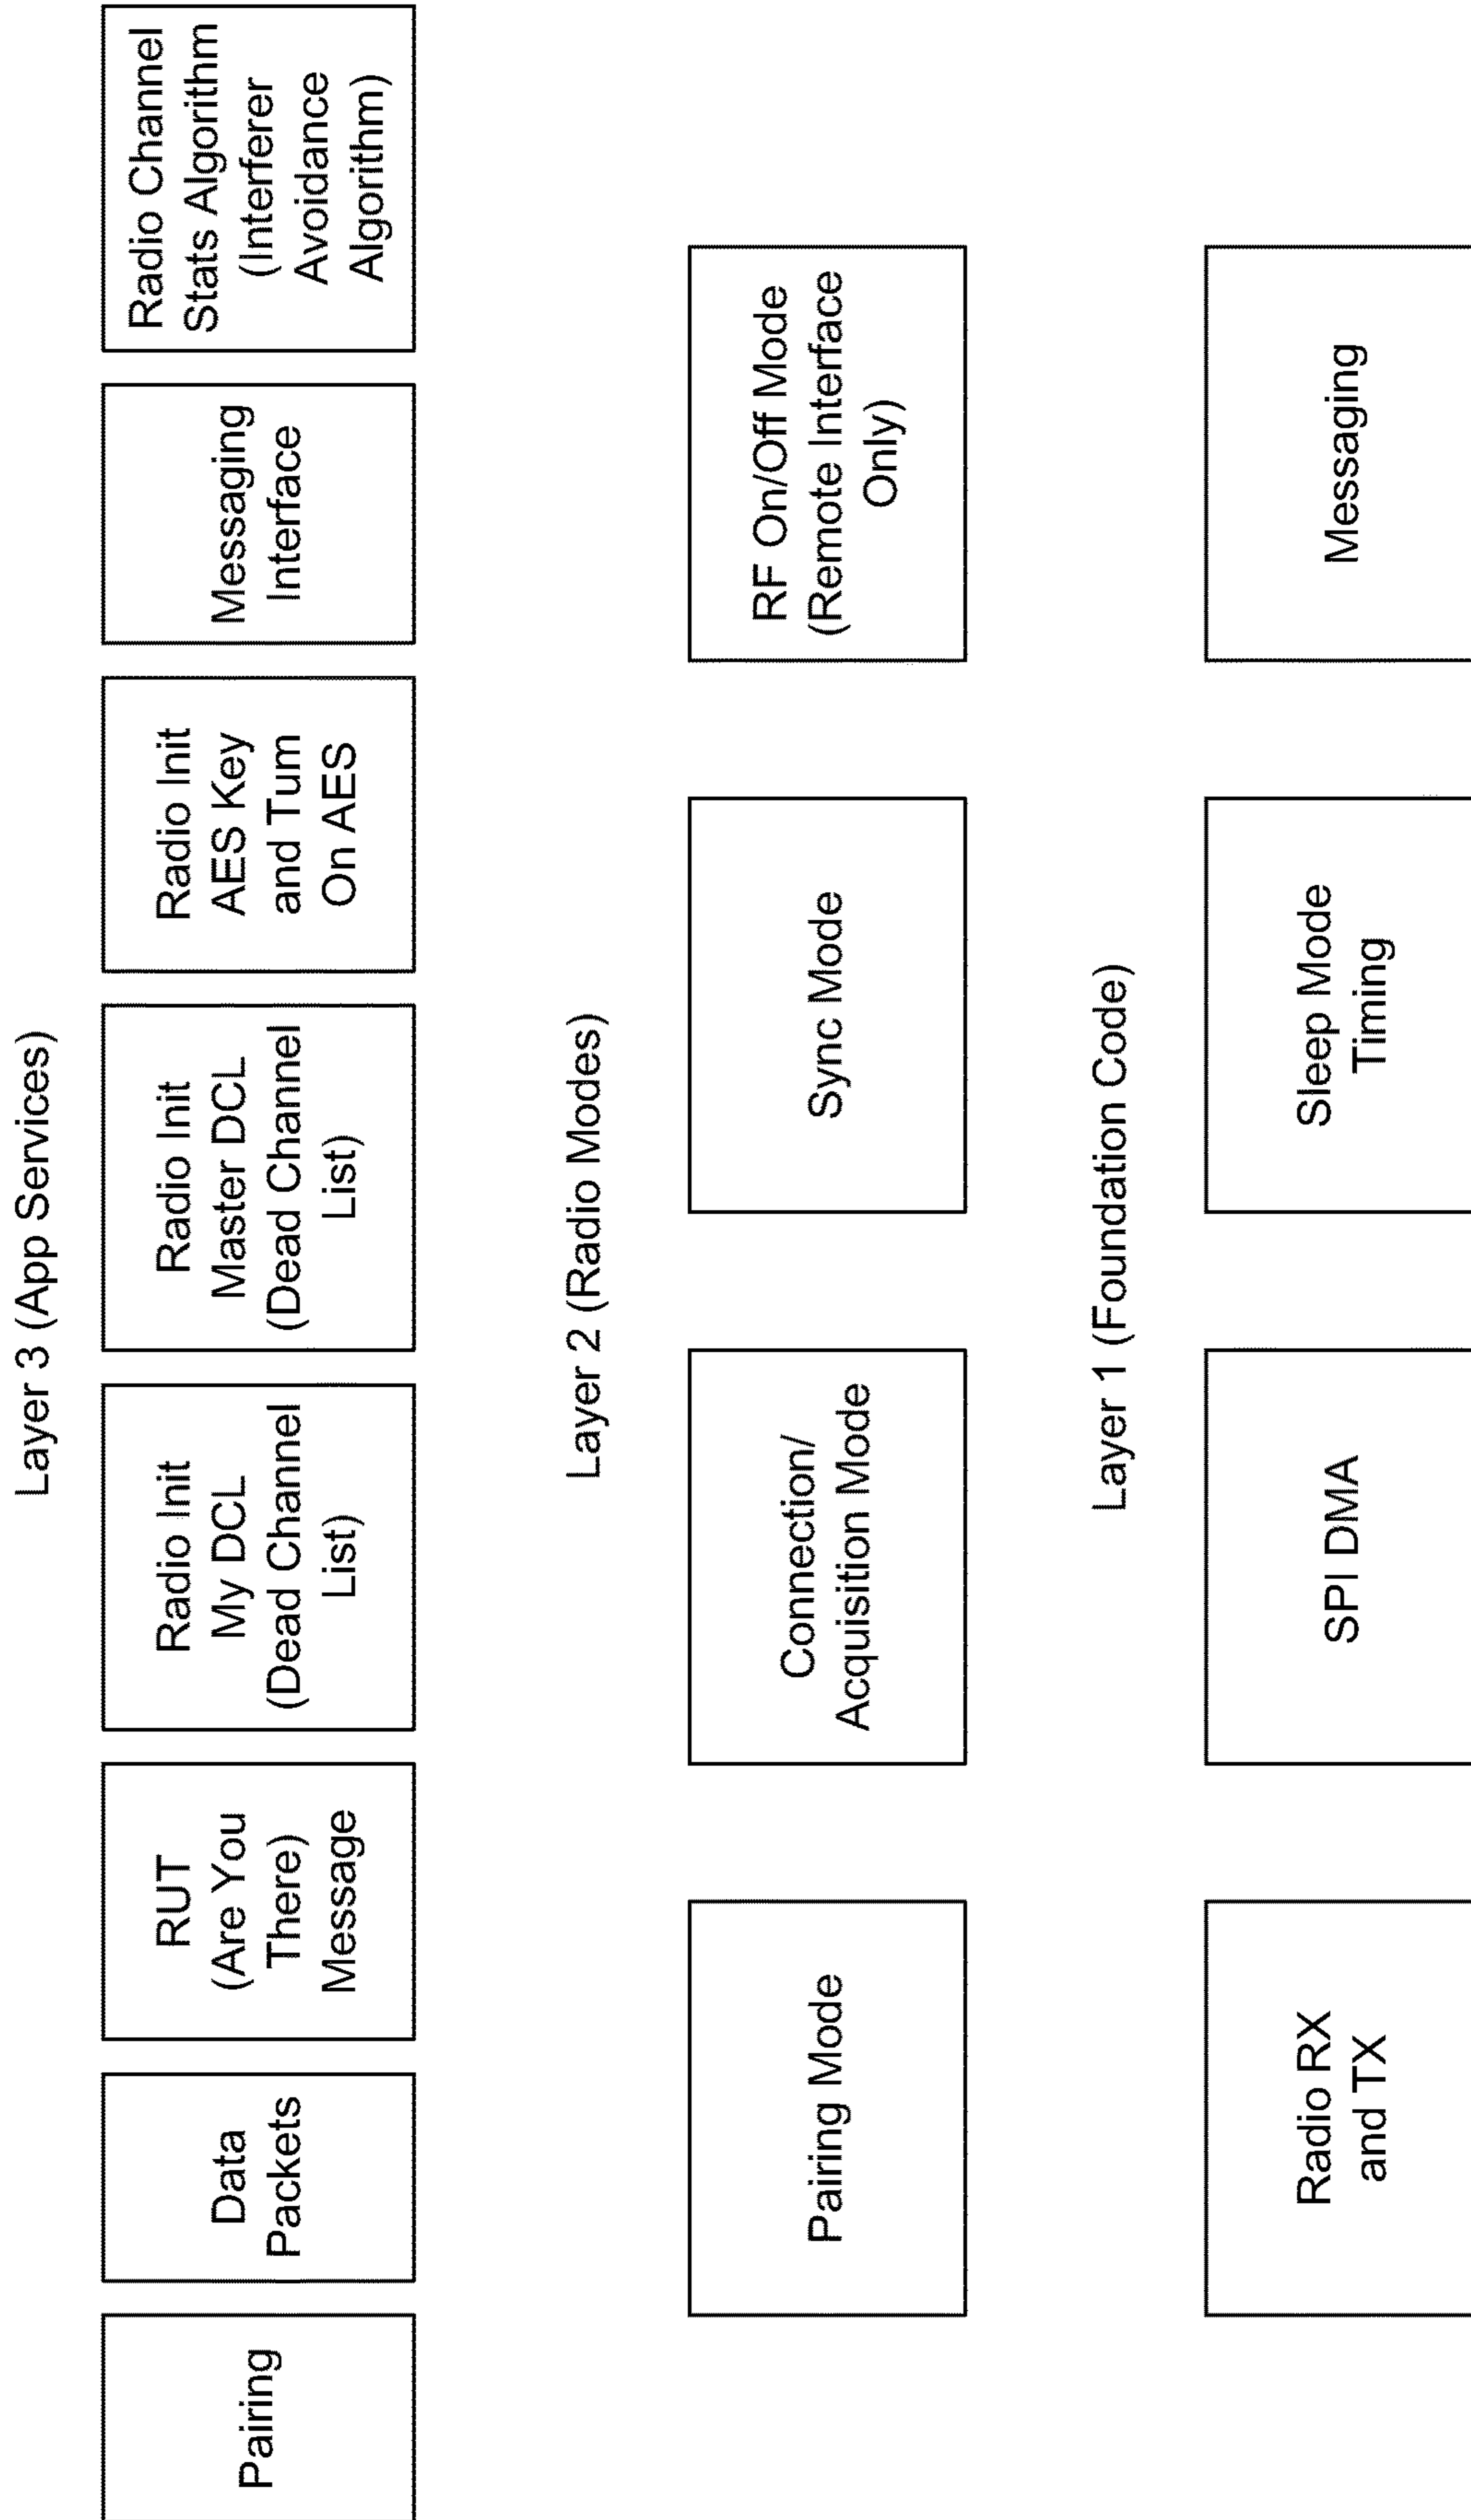 Layer 3 (App Services)
Pairing
Data
Packets
RUT
(Are You
There)
Message
Radio Init
My DCL
(Dead Channel
List)
Radio Init
Master DCL
(Dead Channel
List)
Radio Init
AES Key
and Tum
On AES
Messaging
Interface
Radio Channel
Stats Algorithm
(Interferer
Avoidance
Algorithm)
Layer 2 (Radio Modes)
Pairing Mode
Connection/
Acquisition Mode
Sync Mode
RF On/Off Mode
(Remote Interface
Only)
Layer 1 (Foundation Code)
Radio RX
and TX
SPI DMA
Sleep Mode
Timing
Messaging